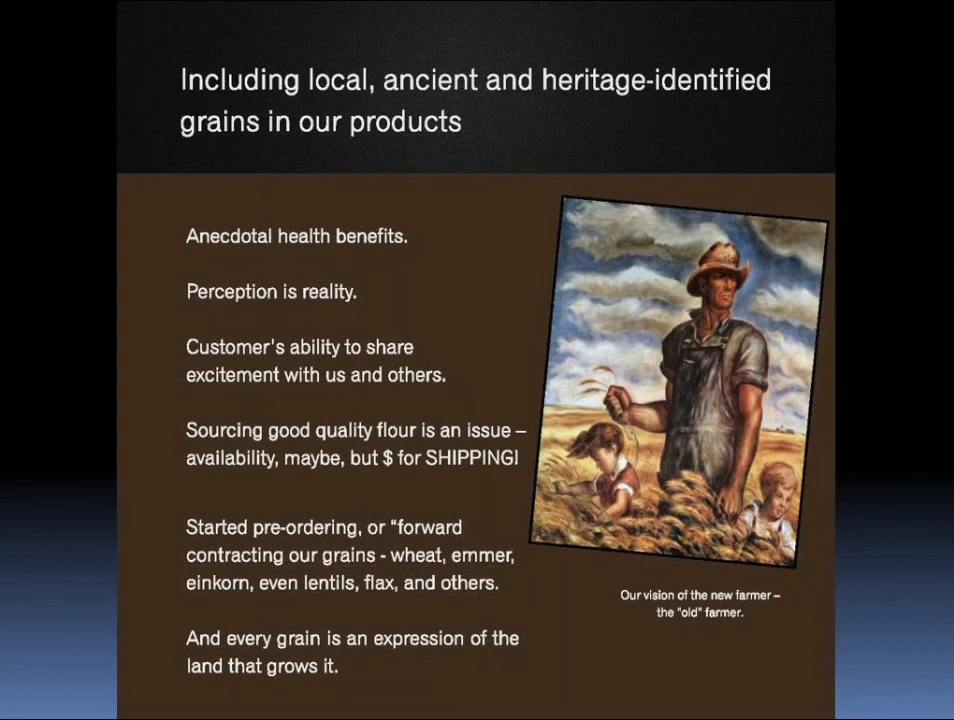 Including local, ancient and heritage-identified
grains in our products
Anecdotal health benefits.
Perception is reality.
Customer's ability to share
excitement with us and others.
Sourcing good quality flour is an issue –
availability, maybe, but $ for SHIPPING!
Started pre-ordering, or “forward
contracting our grains - wheat, emmer,
einkorn, even lentils, flax, and others.
And every grain is an expression of the
land that grows it.
Our vision of the new farmer –
the "old" farmer.